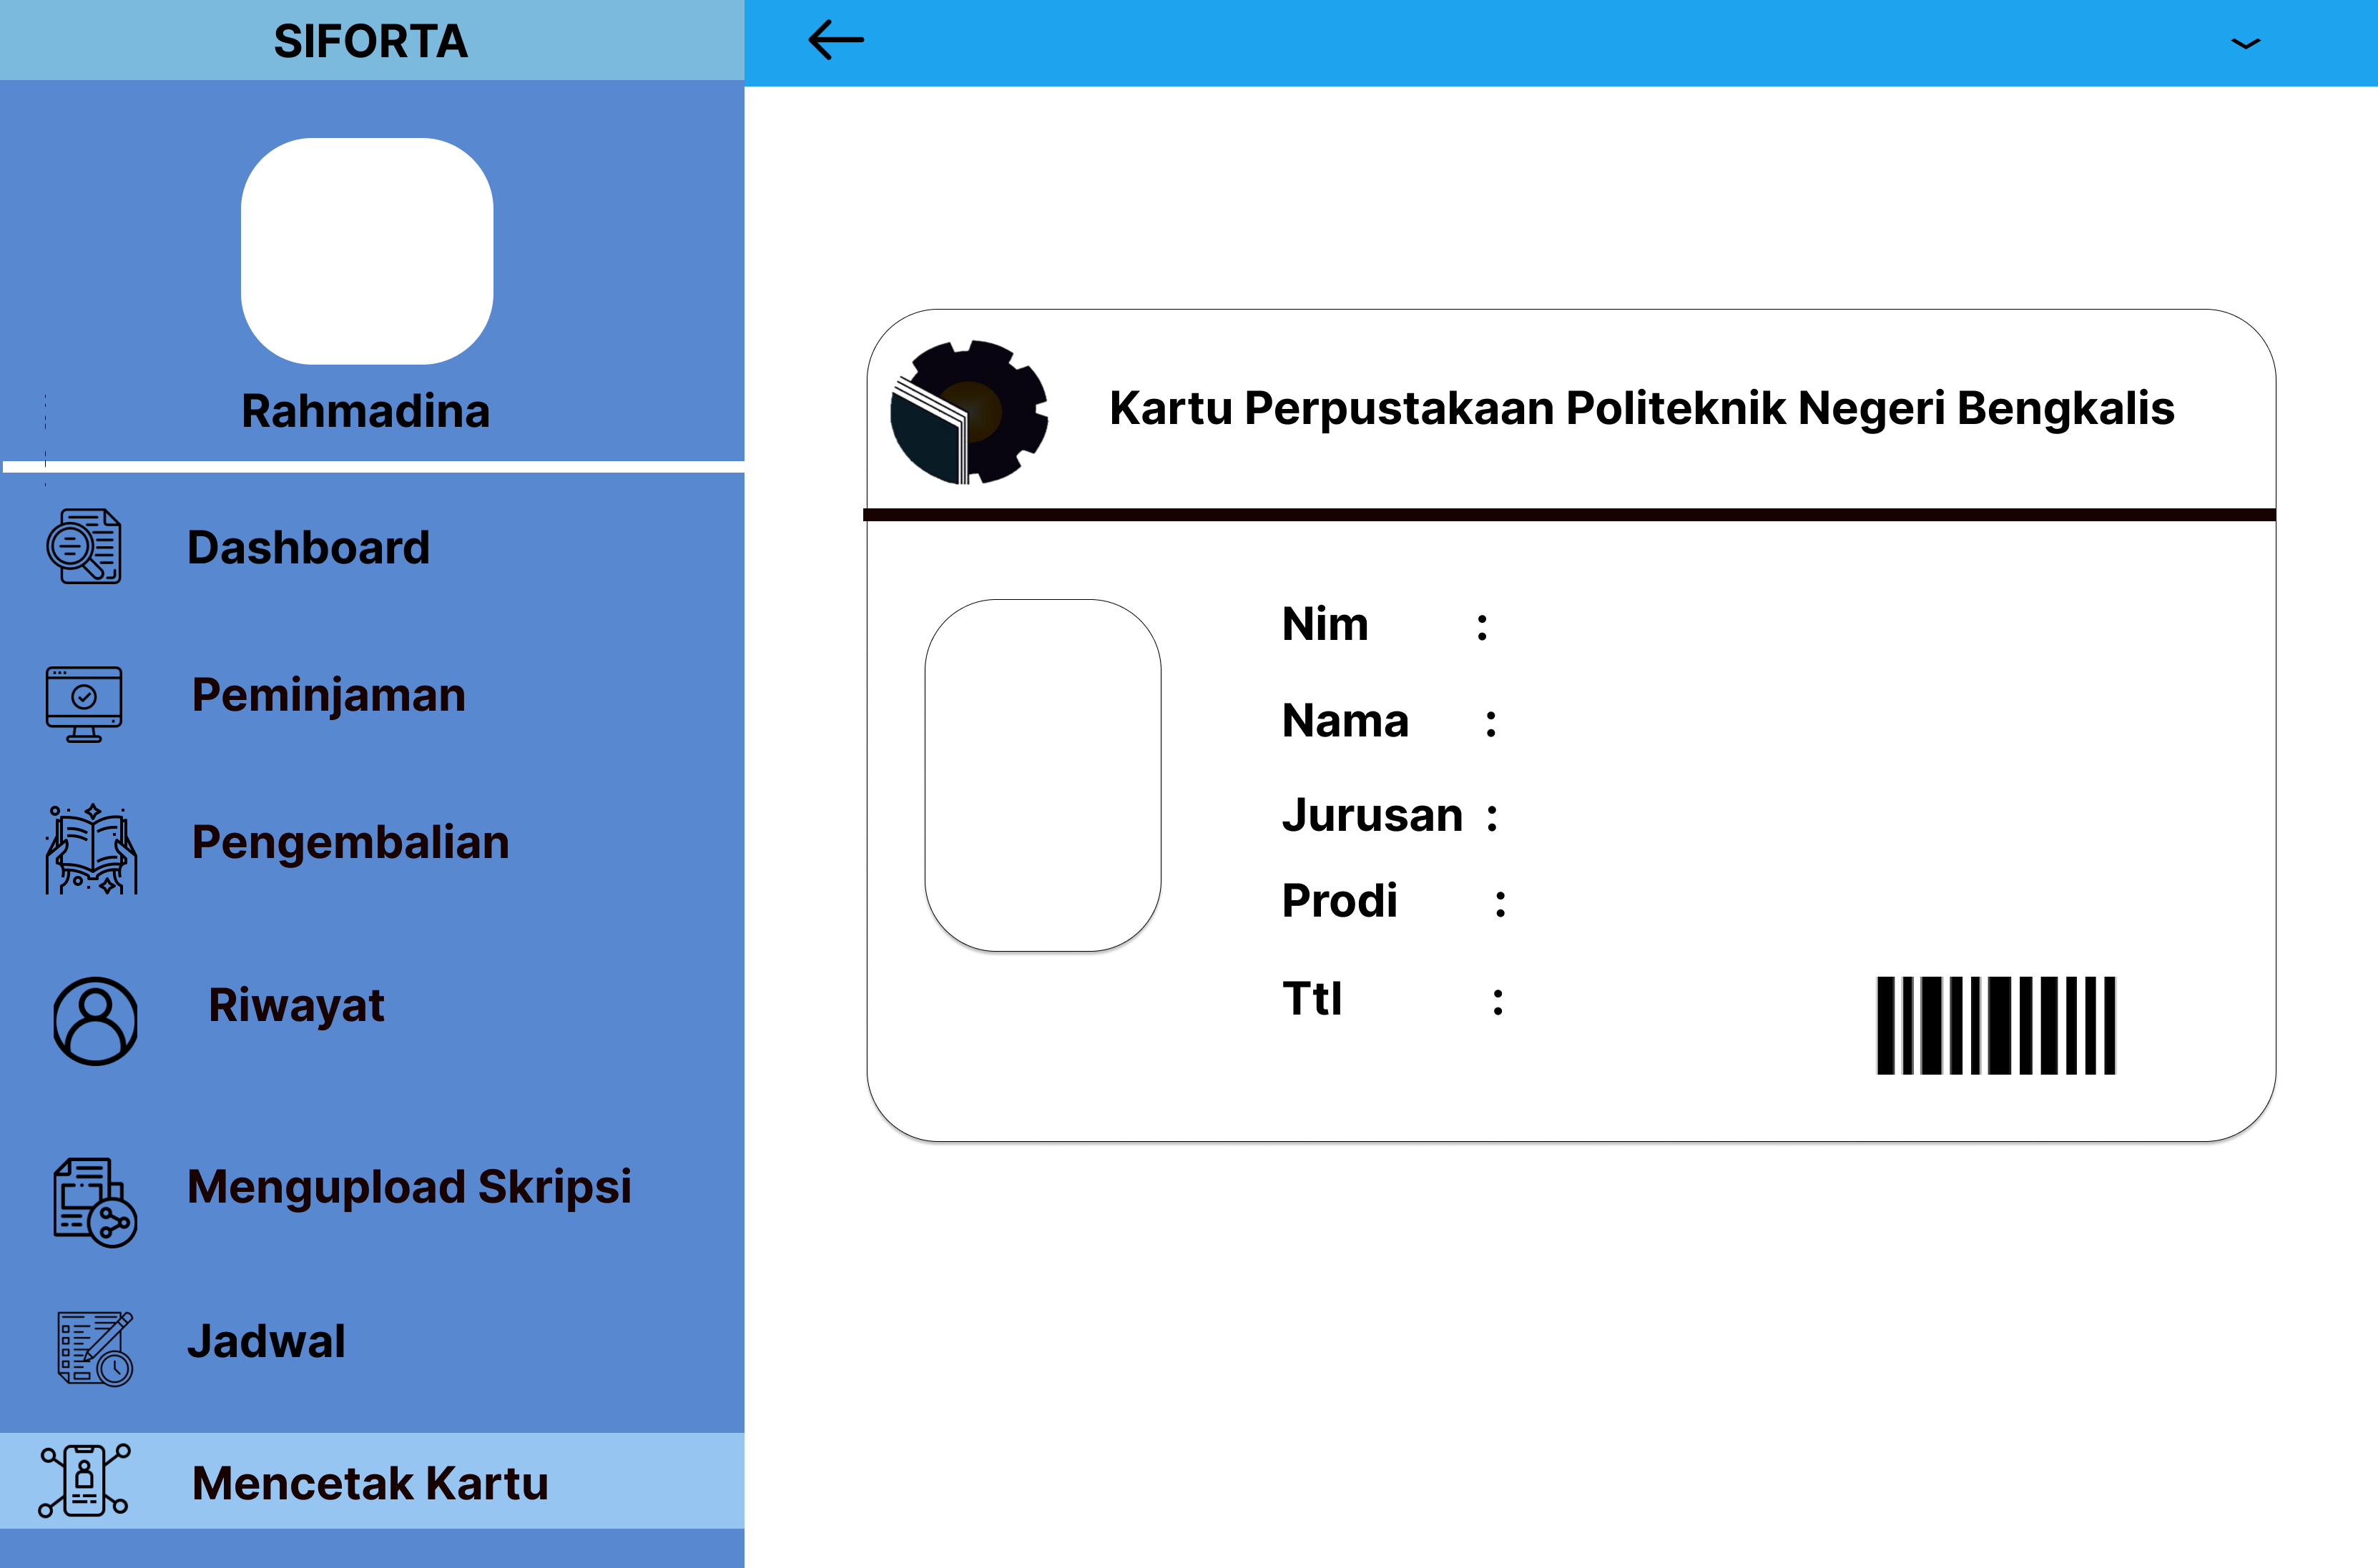 SIFORTA
Rahmadina
Dashboard
Peminjaman
Pengembalian
Riwayat
Mengupload Skripsi
Jadwal
Mencetak Kartu
Kartu Perpustakaan Politeknik Negeri Bengkalis
Nim :
Nama :
Jurusan :
Prodi :
Ttl :